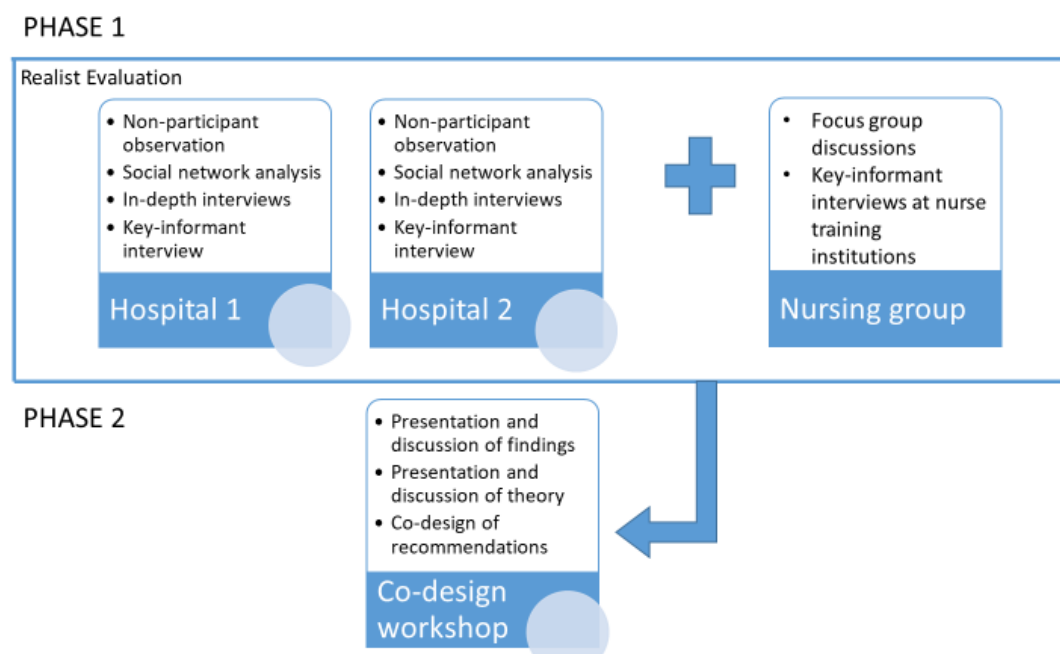 PHASE 1
Realist Evaluation
• Non-participant
observation
• Social network analysis
• In-depth interviews
• Key-informant
interview
Hospital 1
• Non-participant
observation
• Social network analysis
• In-depth interviews
• Key-informant
interview
Hospital 2
• Focus group
discussions
• Key-informant
interviews at nurse
training
institutions
Nursing group
PHASE 2
• Presentation and
discussion of findings
• Presentation and
discussion of theory
• Co-design of
recommendations
Co-design
workshop